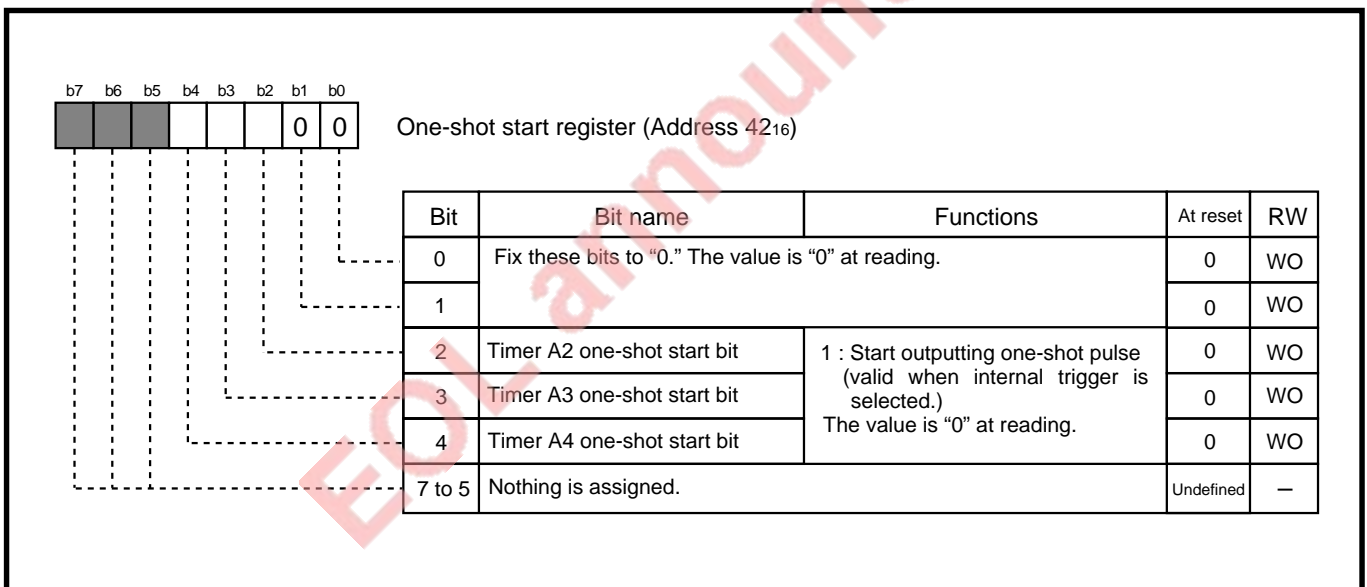 b7 b6 b5 b4 b3 b2 b1 b0
0 0
One-shot start register (Address 42₁₆)
Bit Bit name Functions At reset RW
0 Fix these bits to “0.” The value is “0” at reading. 0 WO
1 0 WO
2 Timer A2 one-shot start bit 1 : Start outputting one-shot pulse 0 WO
(valid when internal trigger is
3 Timer A3 one-shot start bit selected.) 0 WO
The value is “0” at reading.
4 Timer A4 one-shot start bit 0 WO
7 to 5 Nothing is assigned. Undefined –
EOL announ